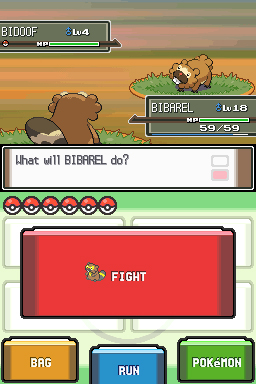 BIDOOF ♂Lv4
HP
BIBAREL ♂Lv18
HP
59/59
What will BIBAREL do?
FIGHT
BAG
RUN
POKéMON